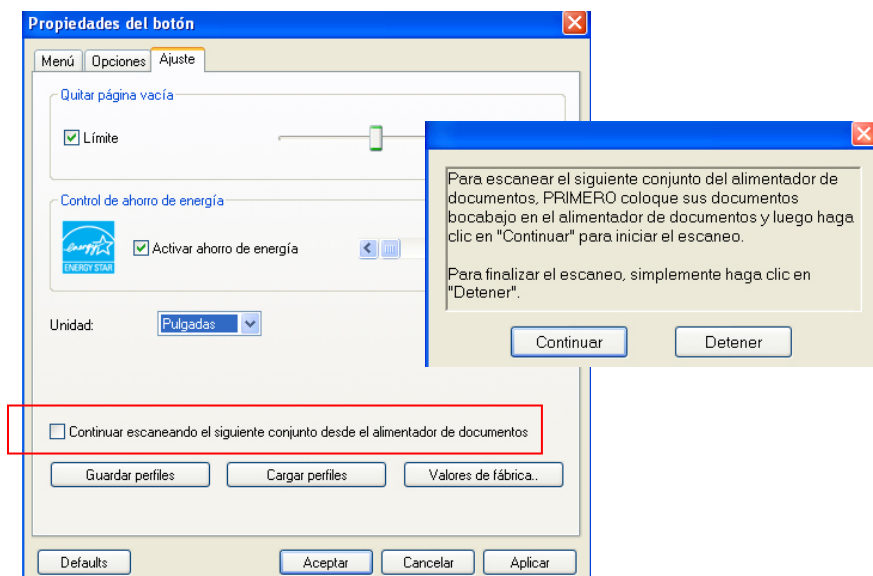 Propiedades del botón
Menú Opciones Ajuste
Quitar página vacía
Límite
Control de ahorro de energía
energy
ENERGY STAR
Activar ahorro de energía
Unidad:
Pulgadas
Continuar escaneando el siguiente conjunto desde el alimentador de documentos
Guardar perfiles Cargar perfiles Valores de fábrica..
Defaults Aceptar Cancelar Aplicar
Para escanear el siguiente conjunto del alimentador de
documentos, PRIMERO coloque sus documentos
bocabajo en el alimentador de documentos y luego haga
clic en "Continuar" para iniciar el escaneo.
Para finalizar el escaneo, simplemente haga clic en
"Detener".
Continuar Detener